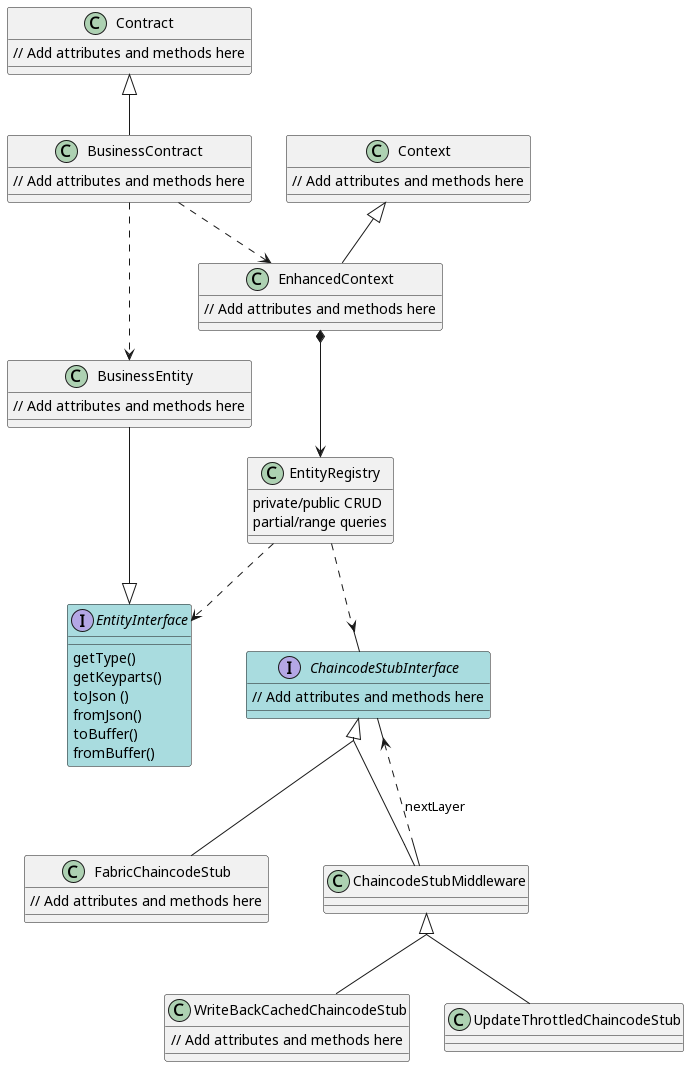 C Contract
// Add attributes and methods here
C BusinessContract
// Add attributes and methods here
C Context
// Add attributes and methods here
C EnhancedContext
// Add attributes and methods here
C BusinessEntity
// Add attributes and methods here
C EntityRegistry
private/public CRUD
partial/range queries
I EntityInterface
getType()
getKeyparts()
toJson ()
fromJson()
toBuffer()
fromBuffer()
I ChaincodeStubInterface
// Add attributes and methods here
nextLayer
C FabricChaincodeStub
// Add attributes and methods here
C ChaincodeStubMiddleware
C WriteBackCachedChaincodeStub
// Add attributes and methods here
C UpdateThrottledChaincodeStub